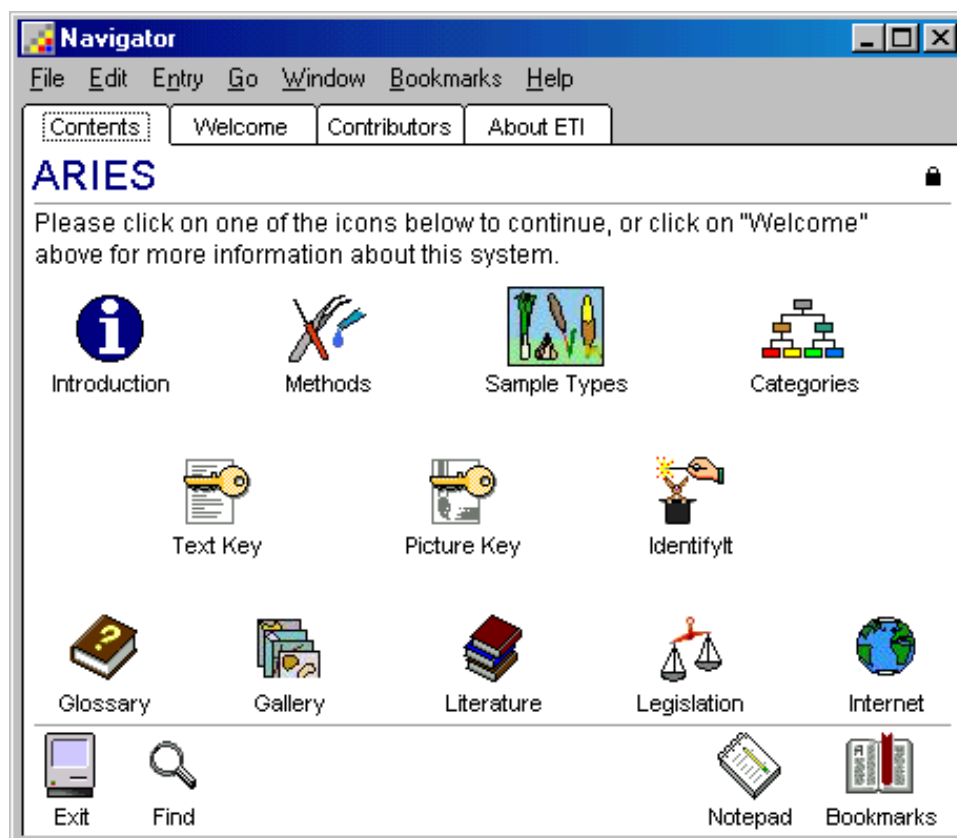 Navigator
File Edit Entry Go Window Bookmarks Help
Contents Welcome Contributors About ETI
ARIES
Please click on one of the icons below to continue, or click on "Welcome"
above for more information about this system.
Introduction Methods Sample Types Categories
Text Key Picture Key IdentifyIt
Glossary Gallery Literature Legislation Internet
Exit Find Notepad Bookmarks